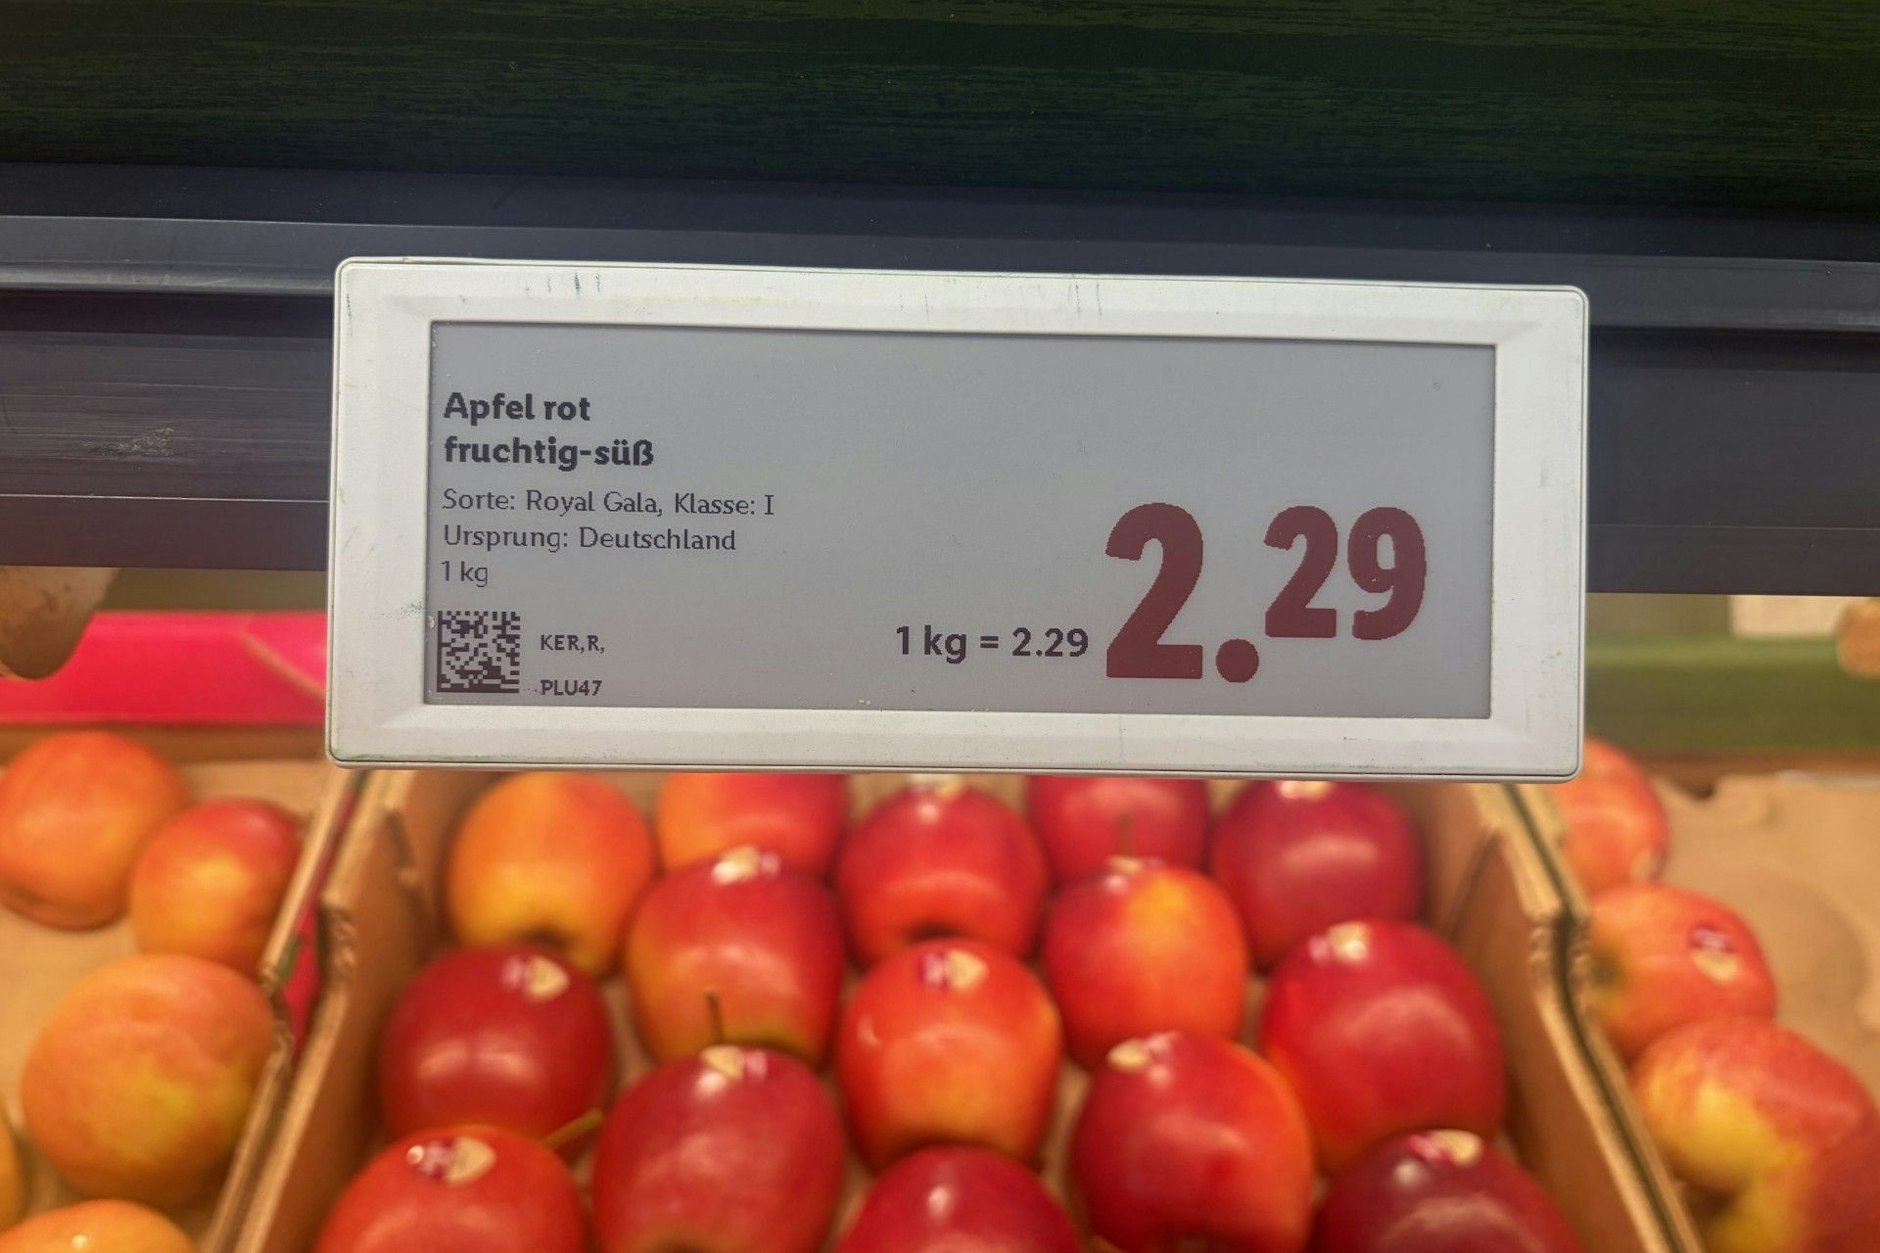 Apfel rot
fruchtig-süß
Sorte: Royal Gala, Klasse: I
Ursprung: Deutschland
1 kg
KER,R,
PLU47
1 kg = 2.29
2.29